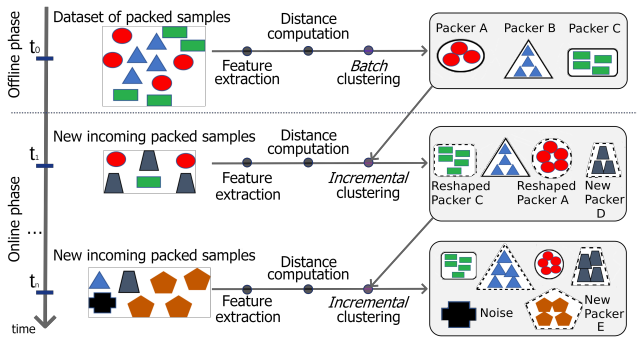 Offline phase
Online phase
t0
Dataset of packed samples
Distance
computation
Feature
extraction
Batch
clustering
Packer A
Packer B
Packer C
t1
New incoming packed samples
Distance
computation
Feature
extraction
Incremental
clustering
Reshaped
Packer C
Reshaped
Packer A
New
Packer
D
...
New incoming packed samples
tn
Distance
computation
Feature
extraction
Incremental
clustering
Noise
New
Packer
E
time